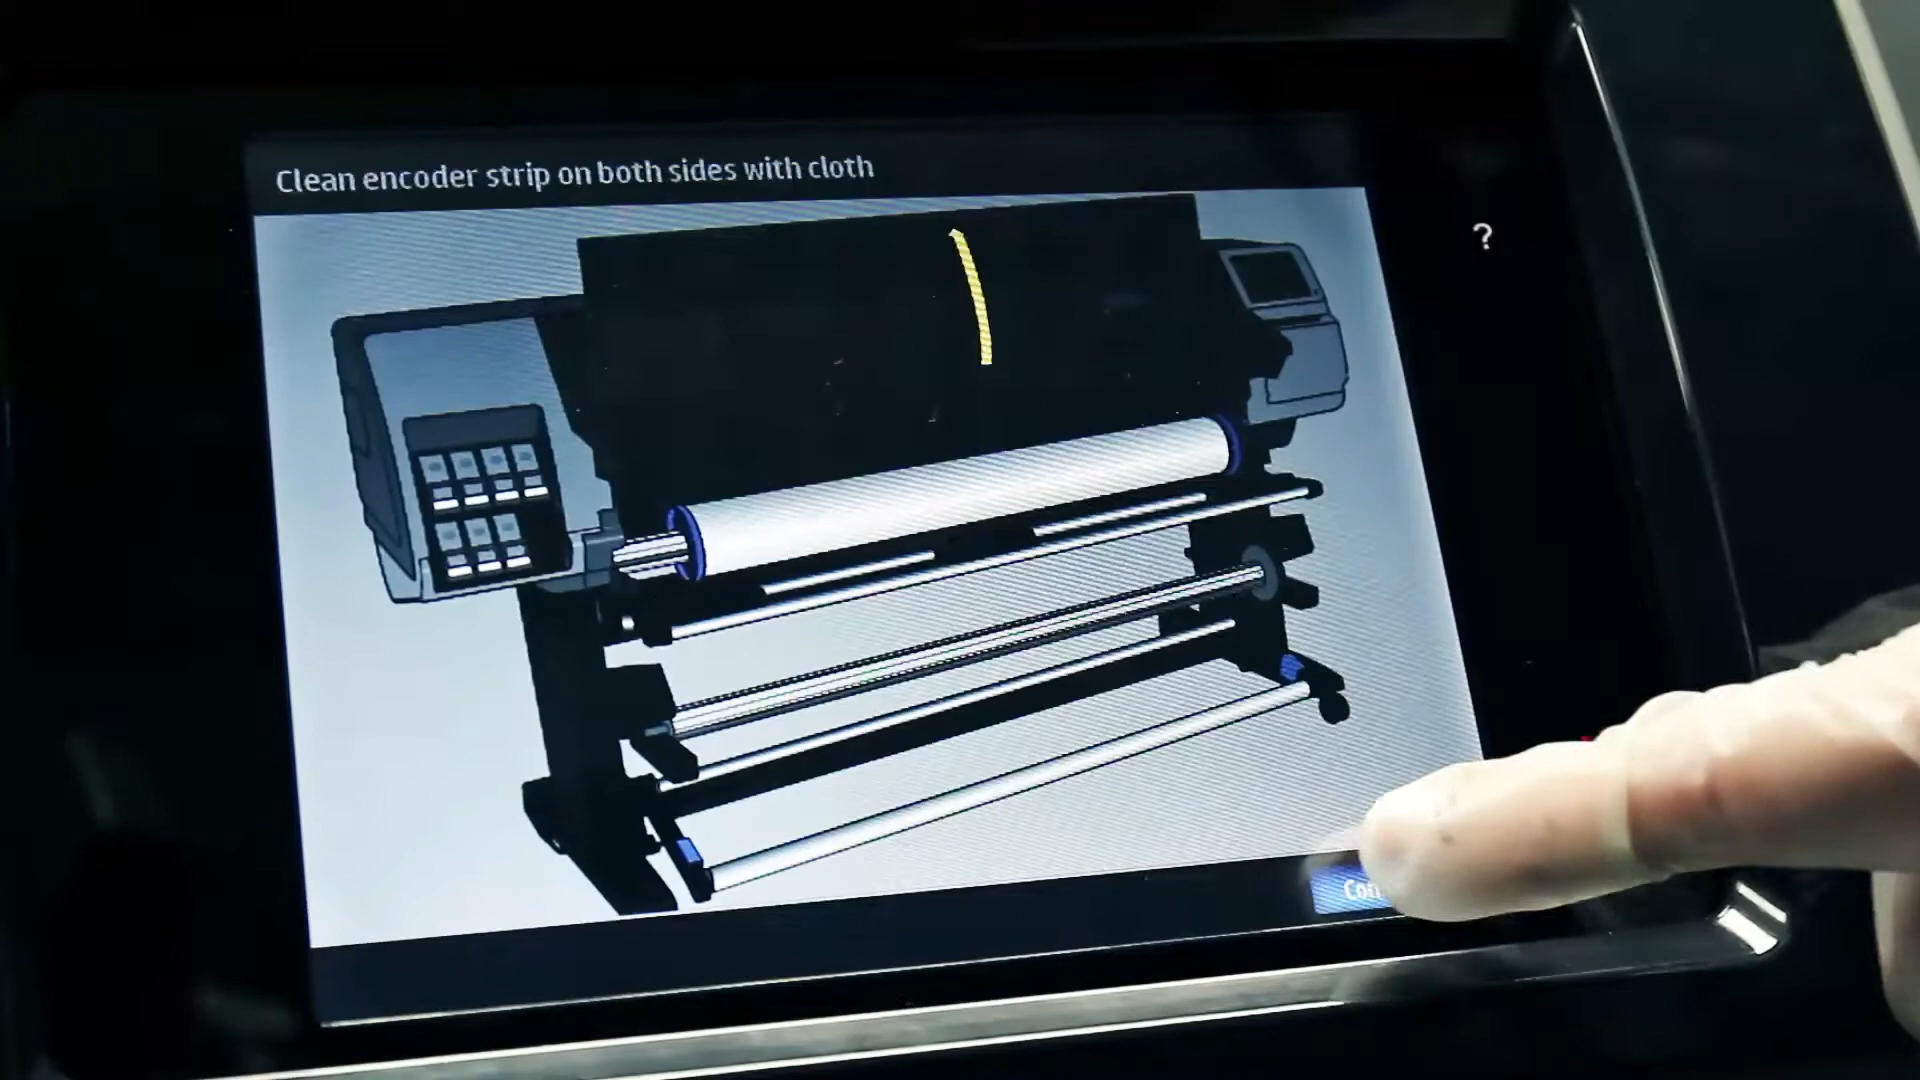 Clean encoder strip on both sides with cloth
?